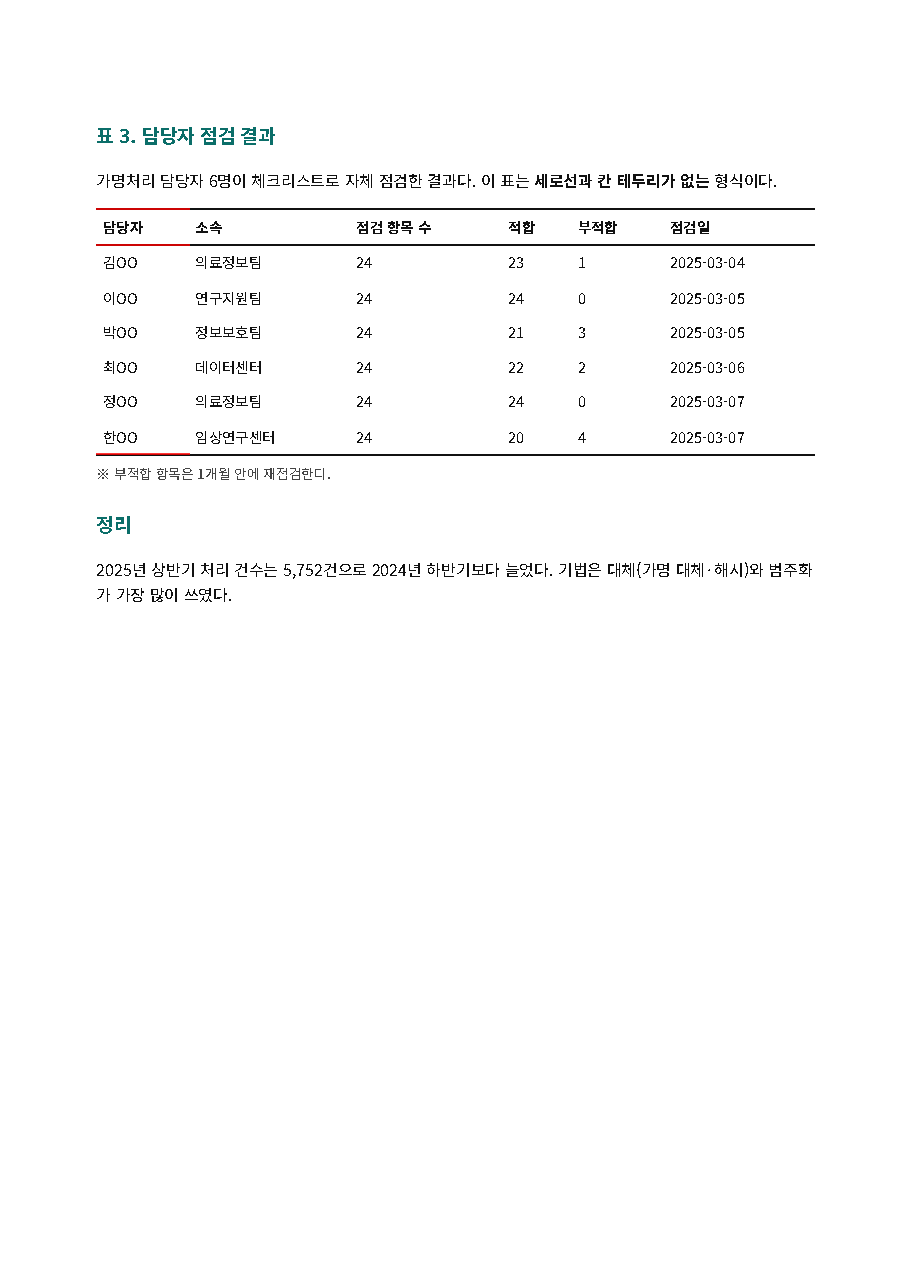 표 3. 담당자 점검 결과
가명처리 담당자 6명이 체크리스트로 자체 점검한 결과다. 이 표는 세로선과 칸 테두리가 없는 형식이다.
담당자 소속 점검 항목 수 적합 부적합 점검일
김OO 의료정보팀 24 23 1 2025-03-04
이OO 연구지원팀 24 24 0 2025-03-05
박OO 정보보호팀 24 21 3 2025-03-05
최OO 데이터센터 24 22 2 2025-03-06
정OO 의료정보팀 24 24 0 2025-03-07
한OO 임상연구센터 24 20 4 2025-03-07
※ 부적합 항목은 1개월 안에 재점검한다.
정리
2025년 상반기 처리 건수는 5,752건으로 2024년 하반기보다 늘었다. 기법은 대체(가명 대체·해시)와 범주화
가 가장 많이 쓰였다.